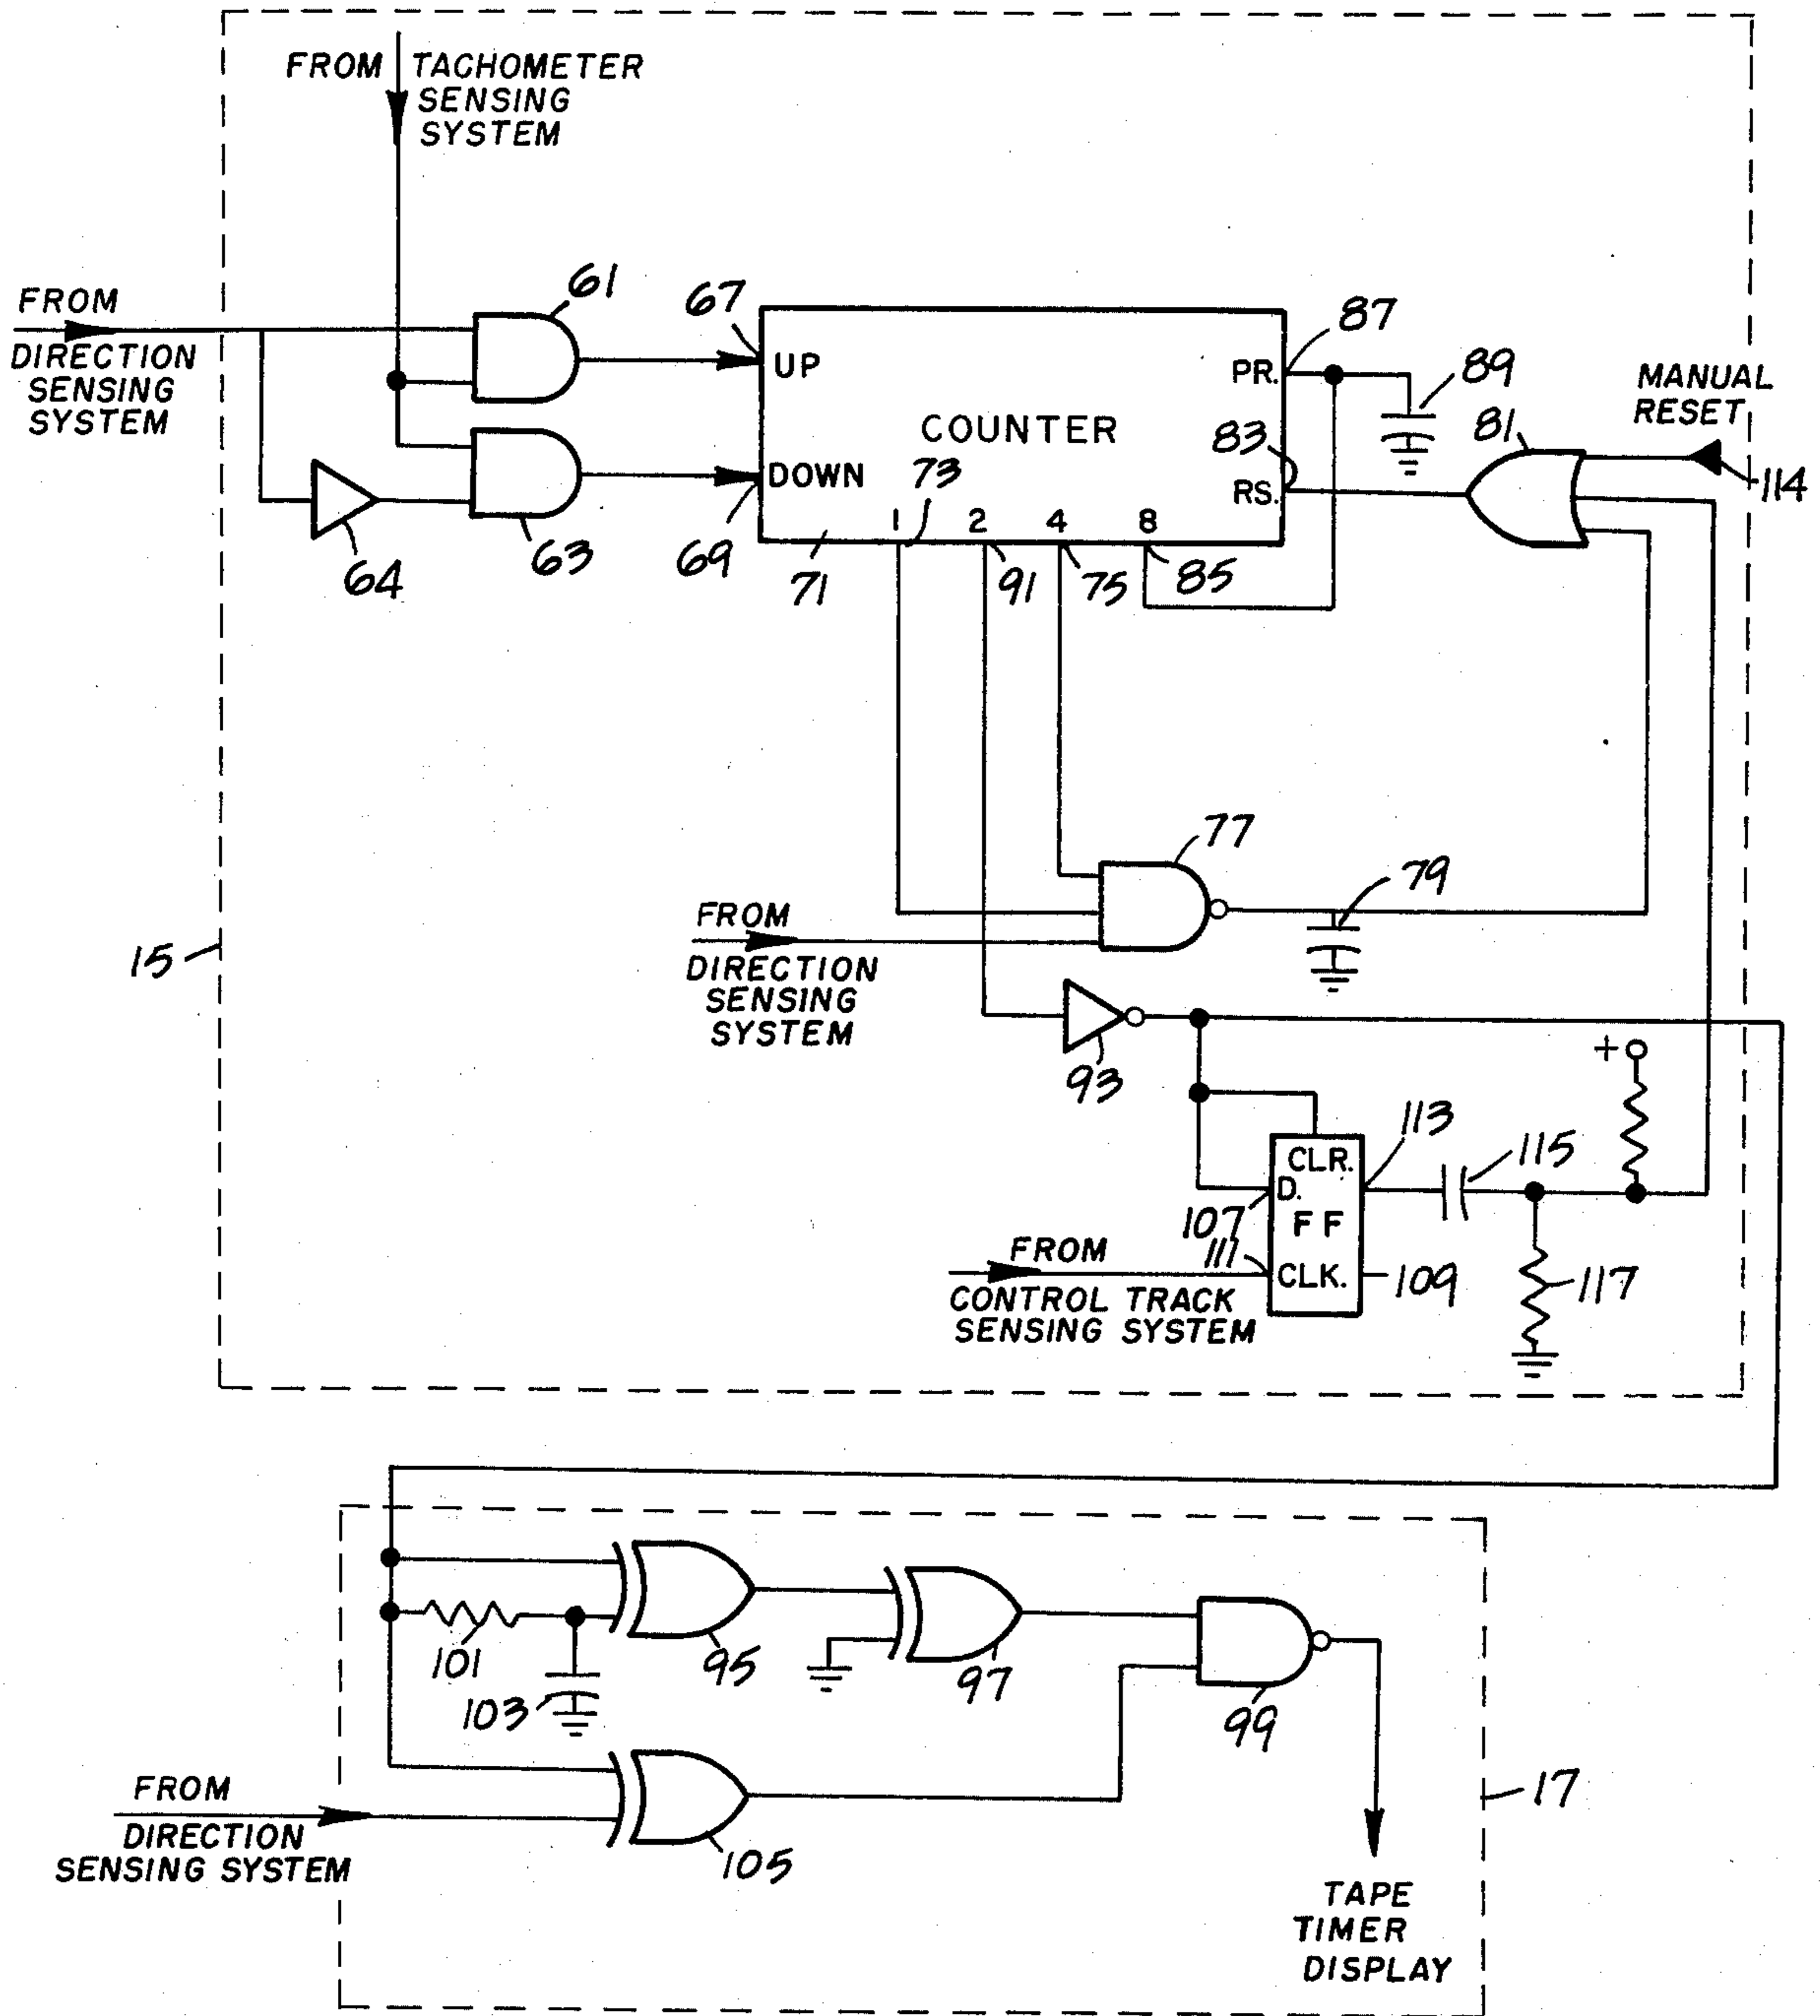 FROM TACHOMETER
SENSING
SYSTEM
FROM
DIRECTION
SENSING
SYSTEM
61
67
UP
COUNTER
PR.
87
89
MANUAL
RESET
81
83
RS.
114
DOWN
73
1
2
4
8
64
63
69
71
91
75
85
77
79
FROM
DIRECTION
SENSING
SYSTEM
15
93
+
CLR.
D.
FF
CLK.
113
115
107
111
FROM
CONTROL TRACK
SENSING SYSTEM
109
117
101
103
95
97
99
105
17
FROM
DIRECTION
SENSING SYSTEM
TAPE
TIMER
DISPLAY